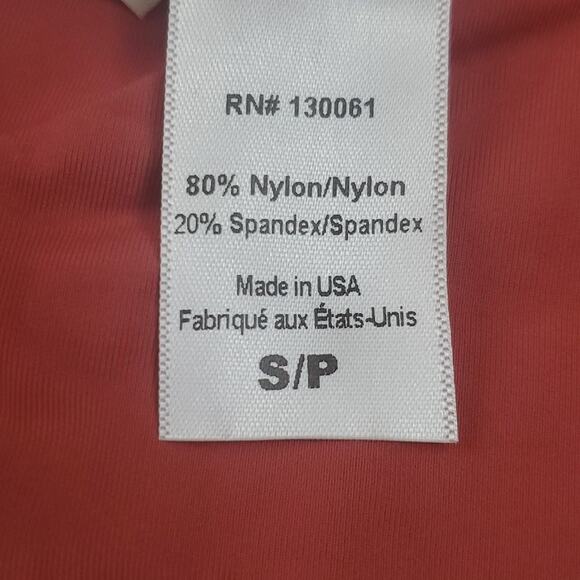 RN# 130061
80% Nylon/Nylon
20% Spandex/Spandex
Made in USA
Fabriqué aux États-Unis
S/P